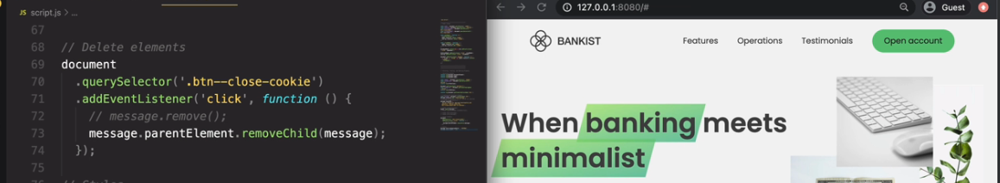 JS script.js > ...
67
68 // Delete elements
69 document
70 .querySelector('.btn--close-cookie')
71 .addEventListener('click', function () {
72 // message.remove();
73 message.parentElement.removeChild(message);
74 });
75
127.0.0.1:8080/#
Guest
BANKIST
Features Operations Testimonials Open account
When banking meets
minimalist